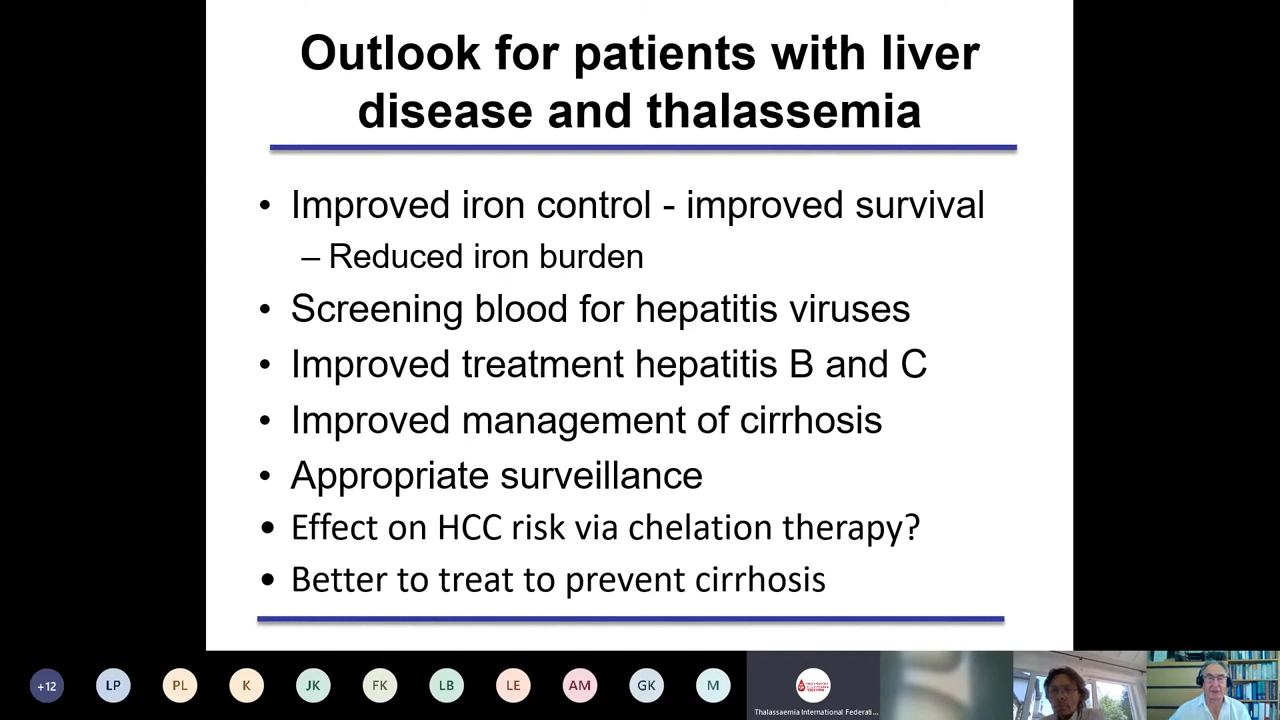 Outlook for patients with liver
disease and thalassemia
• Improved iron control - improved survival
– Reduced iron burden
• Screening blood for hepatitis viruses
• Improved treatment hepatitis B and C
• Improved management of cirrhosis
• Appropriate surveillance
• Effect on HCC risk via chelation therapy?
• Better to treat to prevent cirrhosis
+12
LP
PL
K
JK
FK
LB
LE
AM
GK
M
Thalassaemia International Federati...